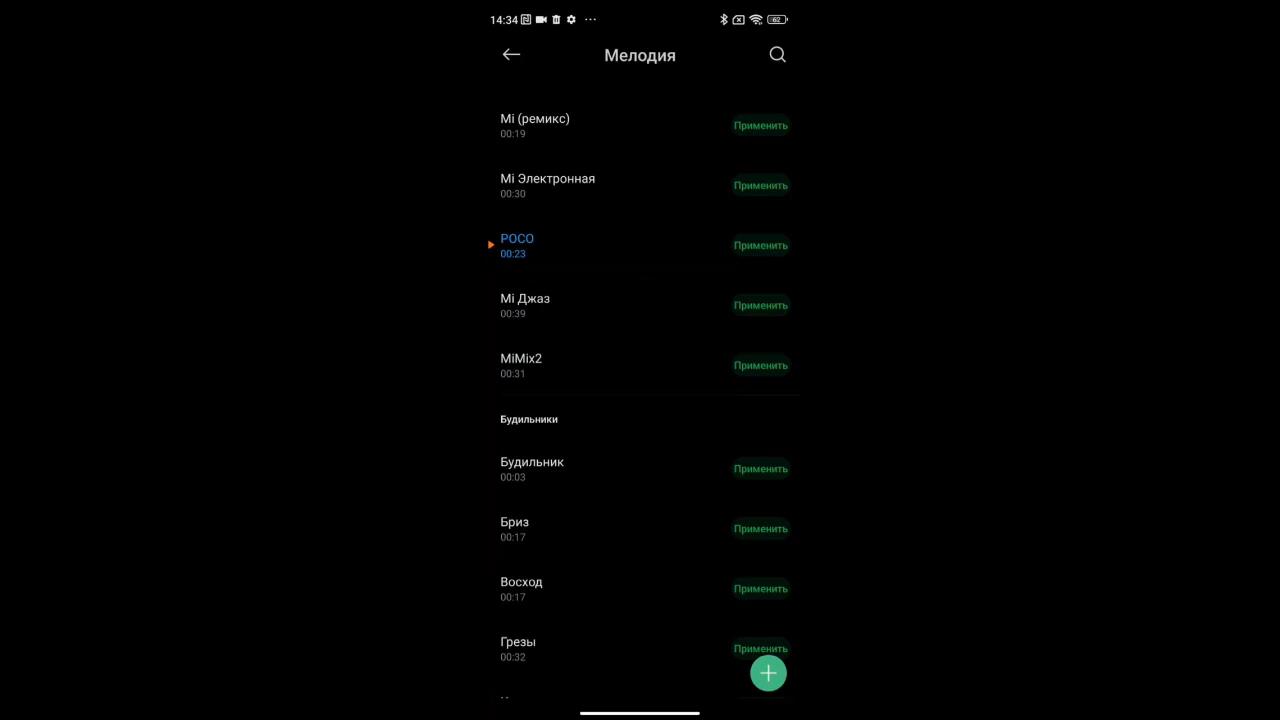 14:34
62
Мелодия
Mi (ремикс)
00:19
Применить
Mi Электронная
00:30
Применить
POCO
00:23
Применить
Mi Джаз
00:39
Применить
MiMix2
00:31
Применить
Будильники
Будильник
00:03
Применить
Бриз
00:17
Применить
Восход
00:17
Применить
Грезы
00:32
Применить